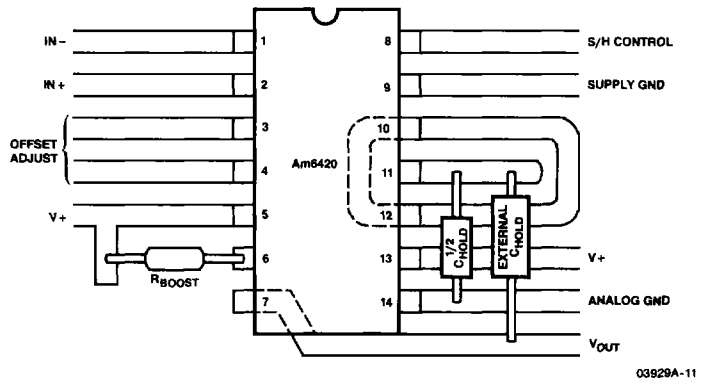 IN–
IN+
OFFSET
ADJUST
V+
RBOOST
1
2
3
4
5
6
7
Am6420
8
9
10
11
12
13
14
1/2
CHOLD
EXTERNAL
CHOLD
S/H CONTROL
SUPPLY GND
V+
ANALOG GND
VOUT
03929A-11